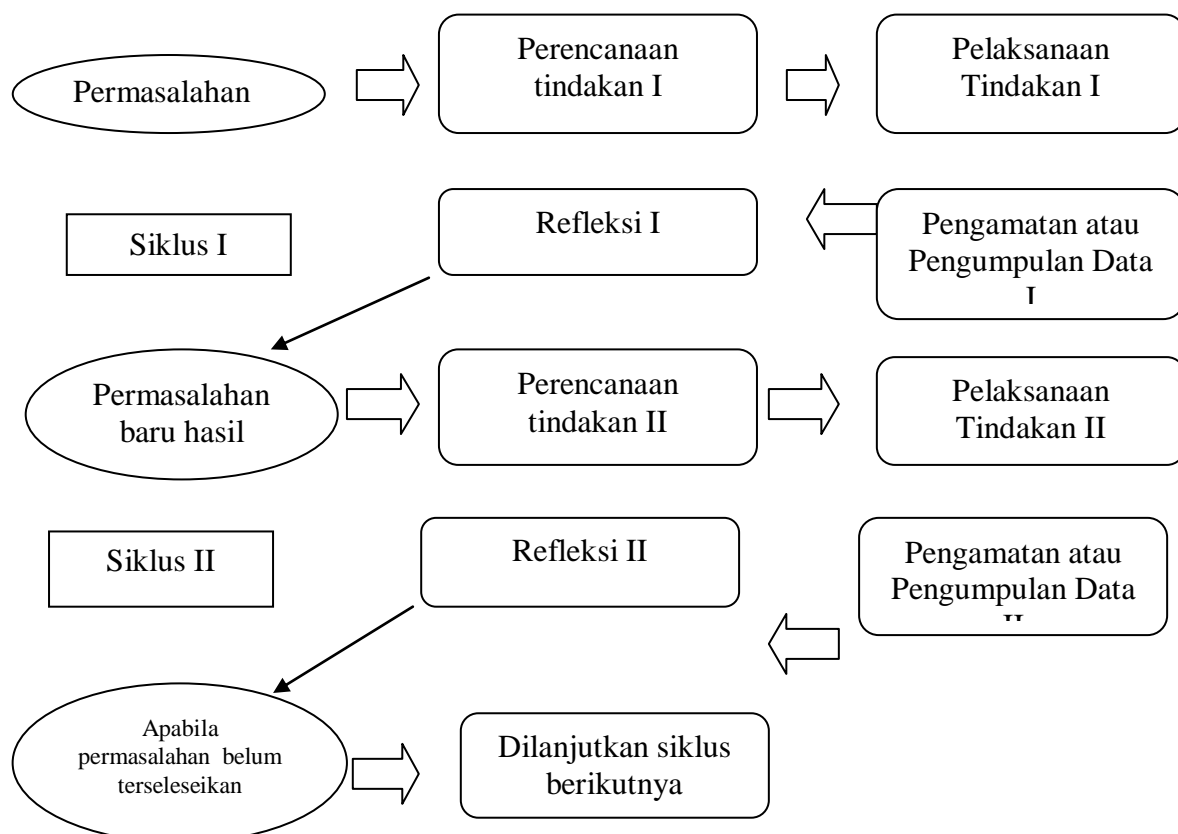 Permasalahan
Perencanaan
tindakan I
Pelaksanaan
Tindakan I
Siklus I
Refleksi I
Pengamatan atau
Pengumpulan Data
I
Permasalahan
baru hasil
Perencanaan
tindakan II
Pelaksanaan
Tindakan II
Siklus II
Refleksi II
Pengamatan atau
Pengumpulan Data
II
Apabila
permasalahan belum
terseleseikan
Dilanjutkan siklus
berikutnya